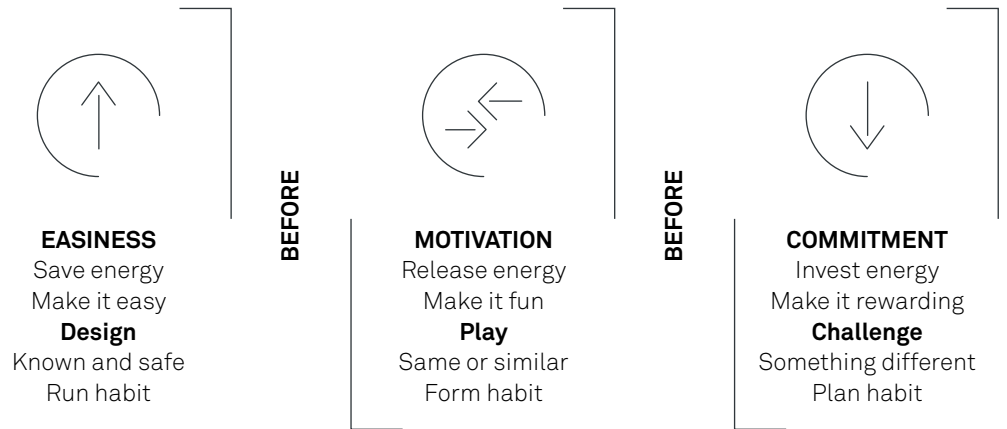 EASINESS
Save energy
Make it easy
Design
Known and safe
Run habit
BEFORE
MOTIVATION
Release energy
Make it fun
Play
Same or similar
Form habit
BEFORE
COMMITMENT
Invest energy
Make it rewarding
Challenge
Something different
Plan habit